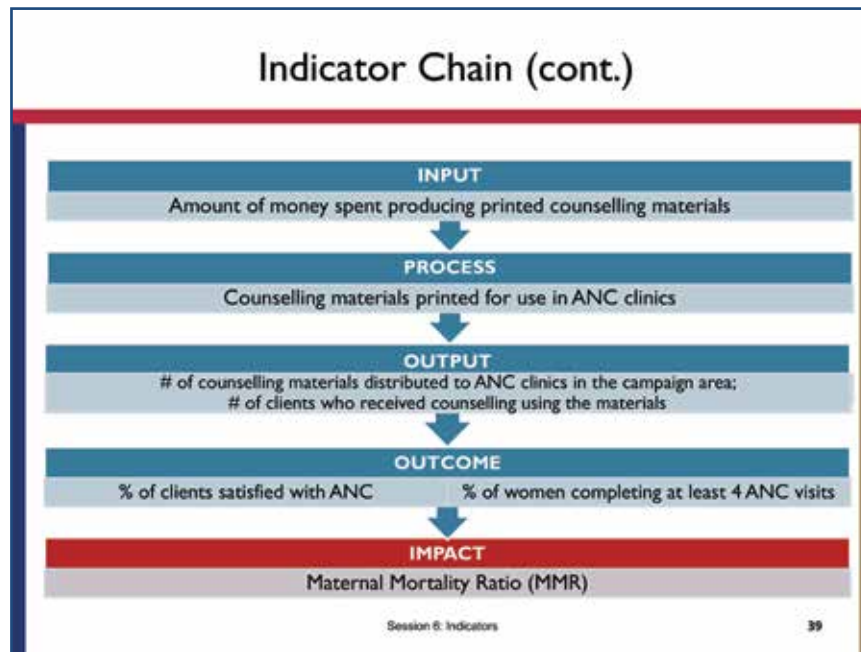 Indicator Chain (cont.)
INPUT
Amount of money spent producing printed counselling materials
PROCESS
Counselling materials printed for use in ANC clinics
OUTPUT
# of counselling materials distributed to ANC clinics in the campaign area;
# of clients who received counselling using the materials
OUTCOME
% of clients satisfied with ANC
% of women completing at least 4 ANC visits
IMPACT
Maternal Mortality Ratio (MMR)
Session 6: Indicators
39